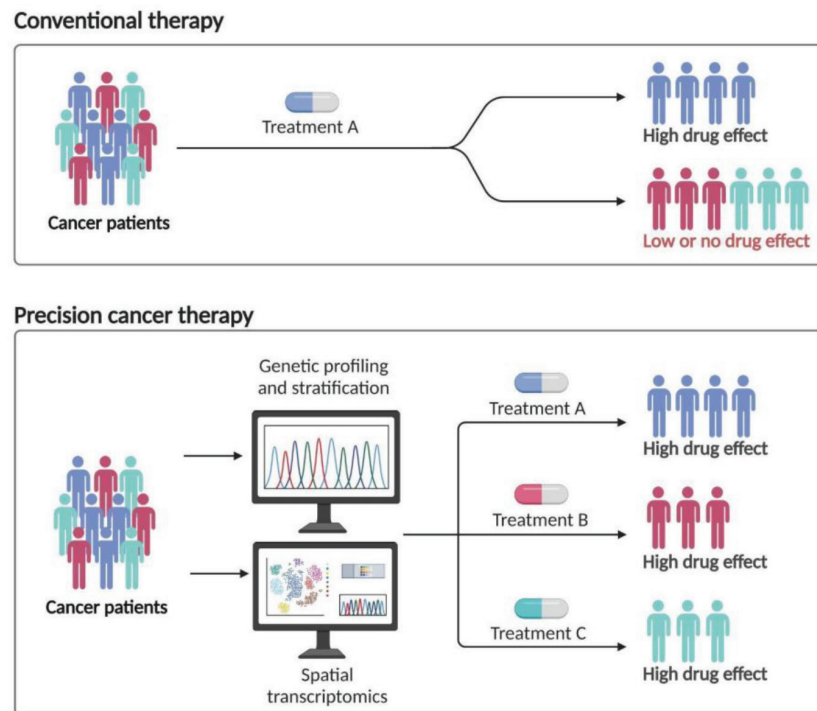 Conventional therapy
Treatment A
Cancer patients
High drug effect
Low or no drug effect
Precision cancer therapy
Genetic profiling
and stratification
Cancer patients
Spatial
transcriptomics
Treatment A
High drug effect
Treatment B
High drug effect
Treatment C
High drug effect